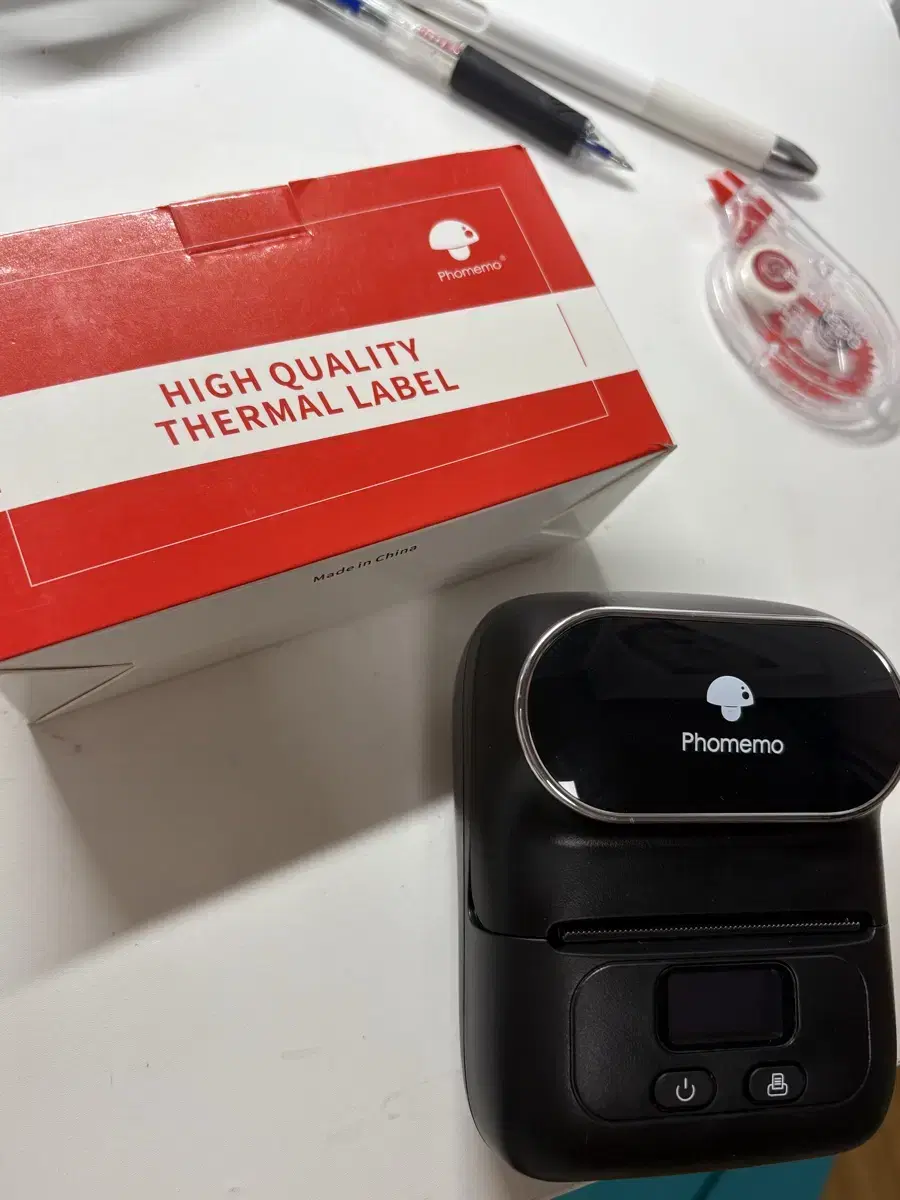 Phomemo®
HIGH QUALITY
THERMAL LABEL
Made in China
Phomemo